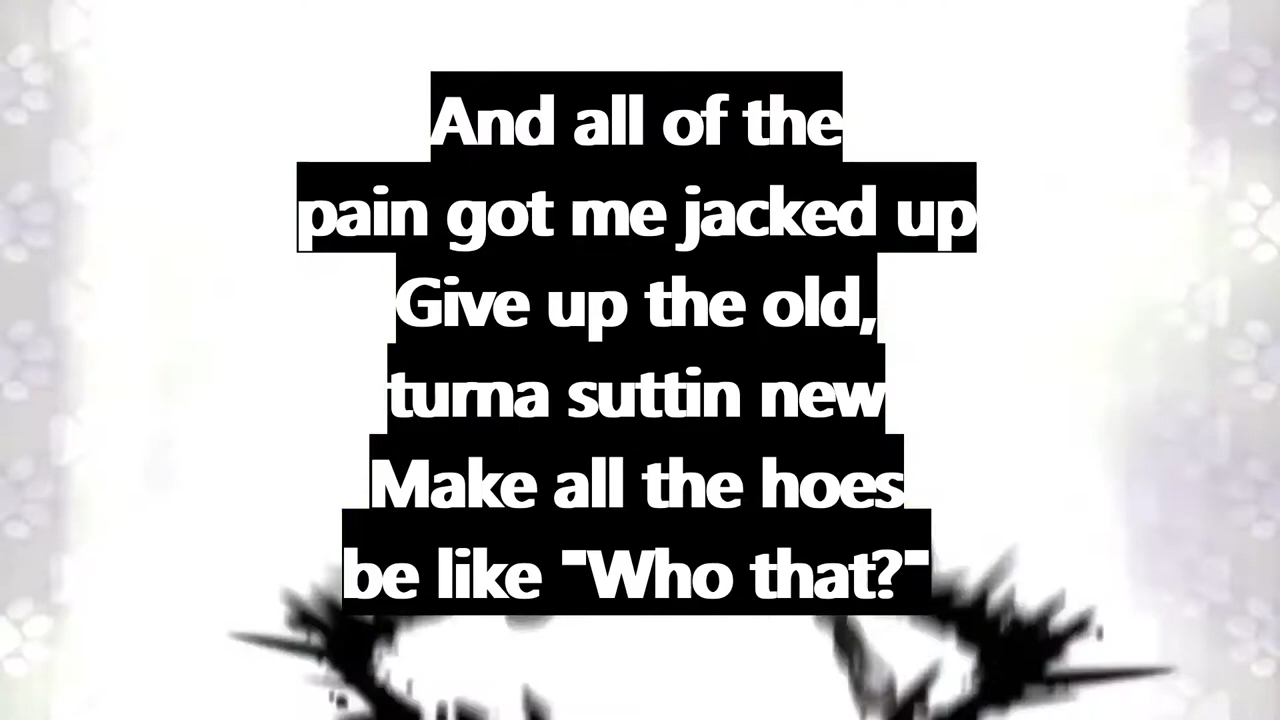 And all of the
pain got me jacked up
Give up the old,
turna suttin new
Make all the hoes
be like "Who that?"